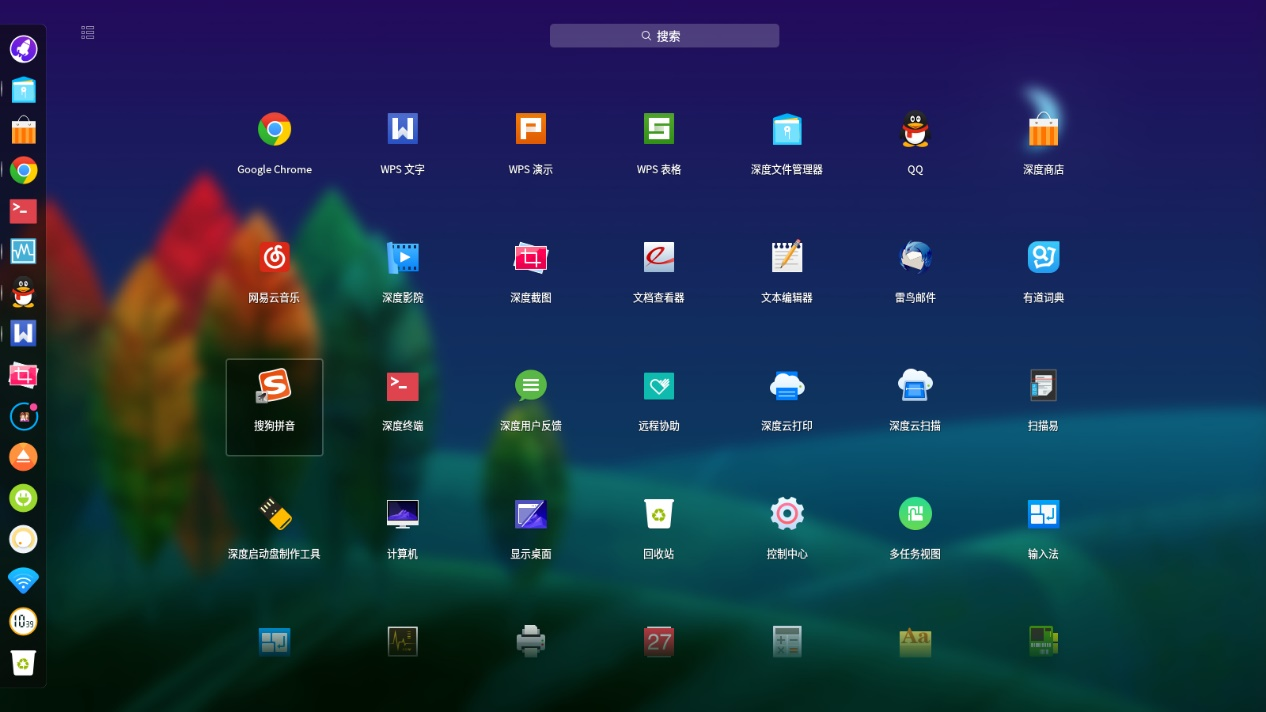 搜索
Google Chrome
WPS 文字
WPS 演示
WPS 表格
深度文件管理器
QQ
深度商店
网易云音乐
深度影院
深度截图
文档查看器
文本编辑器
雷鸟邮件
有道词典
搜狗拼音
深度终端
深度用户反馈
远程协助
深度云打印
深度云扫描
扫描易
深度启动盘制作工具
计算机
显示桌面
回收站
控制中心
多任务视图
输入法
10 39
27
Aa